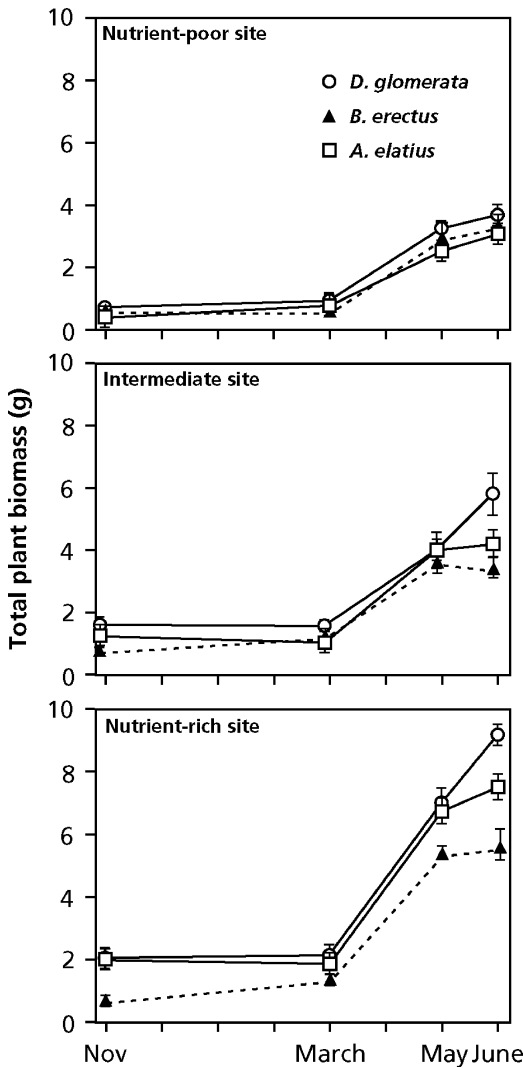 Nutrient-poor site
D. glomerata
B. erectus
A. elatius
10
8
6
4
2
0
Intermediate site
10
8
6
4
2
0
Total plant biomass (g)
Nutrient-rich site
10
8
6
4
2
0
Nov March May June